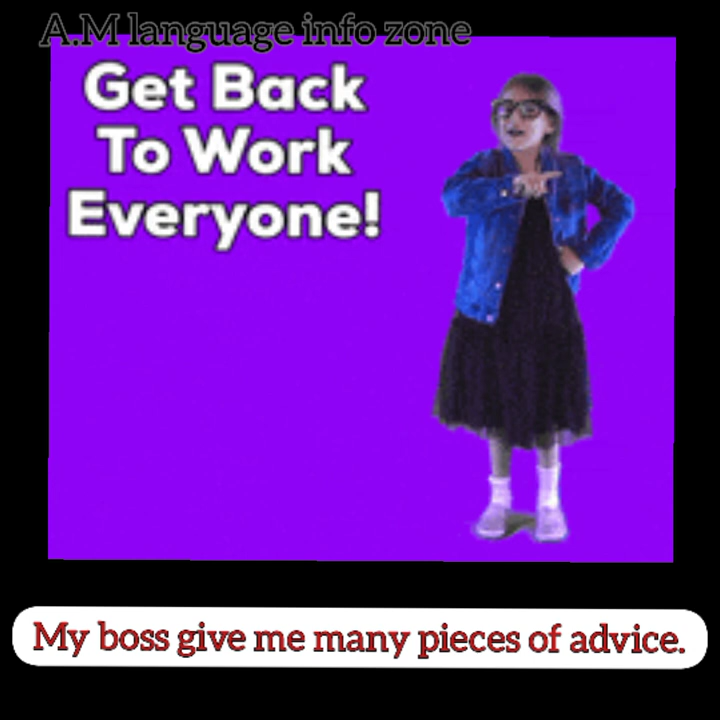 A.M language info zone
Get Back
To Work
Everyone!
My boss give me many pieces of advice.